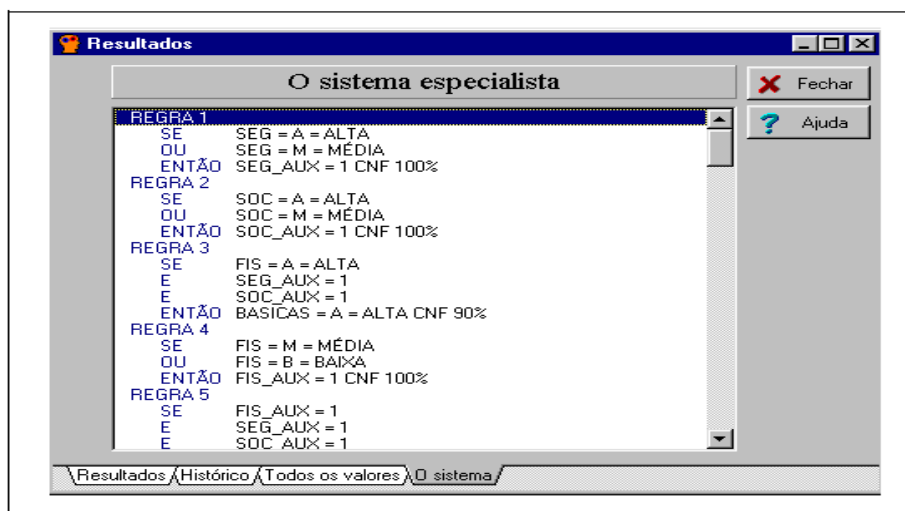 Resultados
O sistema especialista
Fechar
Ajuda
REGRA 1
SE SEG = A = ALTA
OU SEG = M = MÉDIA
ENTÃO SEG_AUX = 1 CNF 100%
REGRA 2
SE SOC = A = ALTA
OU SOC = M = MÉDIA
ENTÃO SOC_AUX = 1 CNF 100%
REGRA 3
SE FIS = A = ALTA
E SEG_AUX = 1
E SOC_AUX = 1
ENTÃO BASICAS = A = ALTA CNF 90%
REGRA 4
SE FIS = M = MÉDIA
OU FIS = B = BAIXA
ENTÃO FIS_AUX = 1 CNF 100%
REGRA 5
SE FIS_AUX = 1
E SEG_AUX = 1
E SOC_AUX = 1
Resultados Histórico Todos os valores O sistema